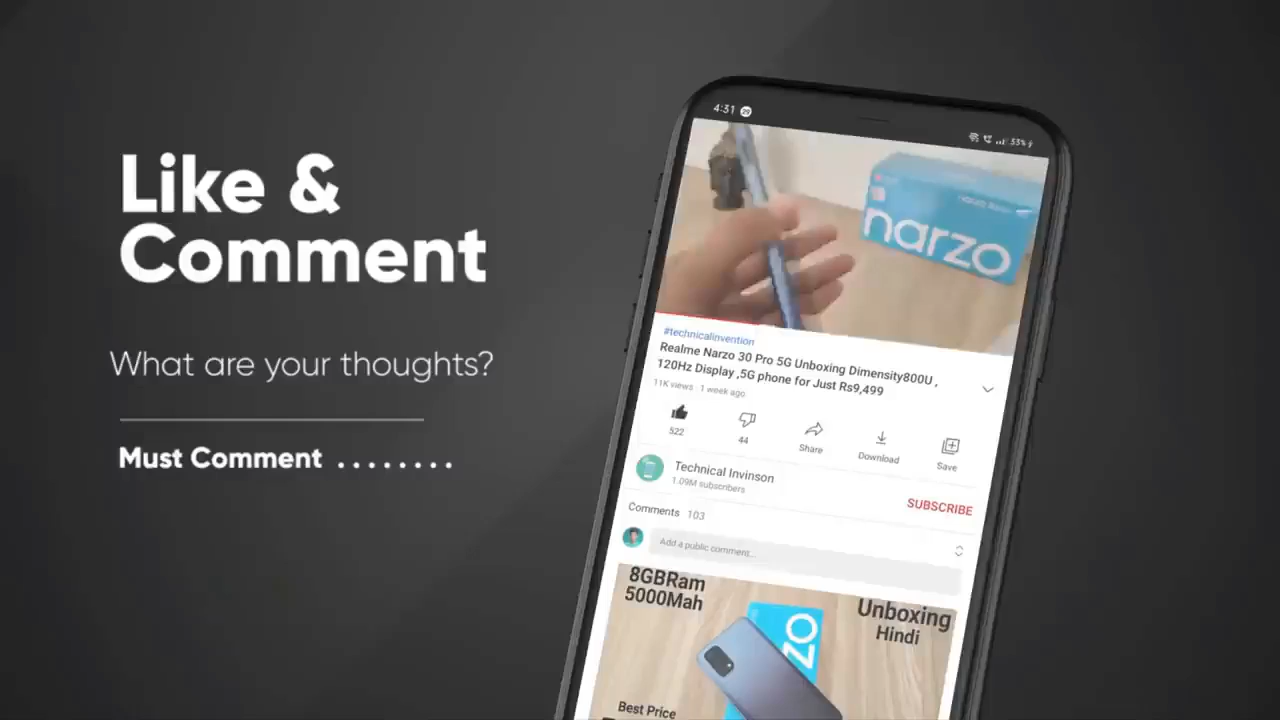 Like &
Comment
What are your thoughts?
Must Comment ........
4:31
53%
narzo
#technicalinvention
Realme Narzo 30 Pro 5G Unboxing Dimensity800U ,
120Hz Display ,5G phone for Just Rs9,499
11K views · 1 week ago
522
44
Share
Download
Save
Technical Invinson
1.09M subscribers
SUBSCRIBE
Comments 103
Add a public comment...
8GBRam
5000Mah
Unboxing
Hindi
zo
Best Price